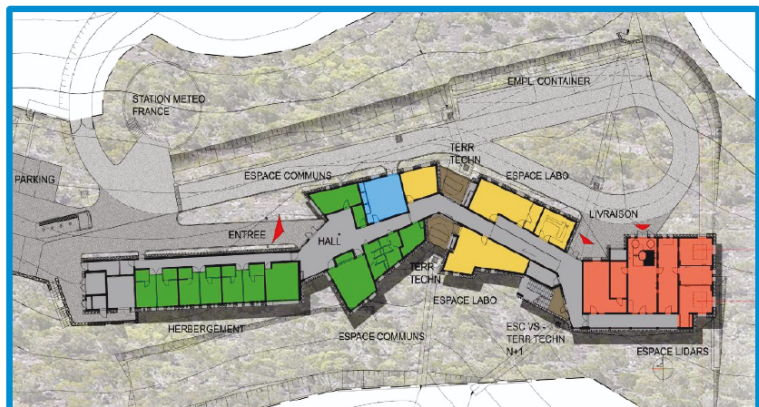 EMPL CONTAINER
STATION METEO
FRANCE
TERR
TECHN
PARKING
ESPACE COMMUNS
ESPACE LABO
LIVRAISON
ENTREE
HALL
TERR
TECHN
ESPACE LABO
HERBERGEMENT
ESPACE COMMUNS
ESC VS -
TERR TECHN
N+1
ESPACE LIDARS